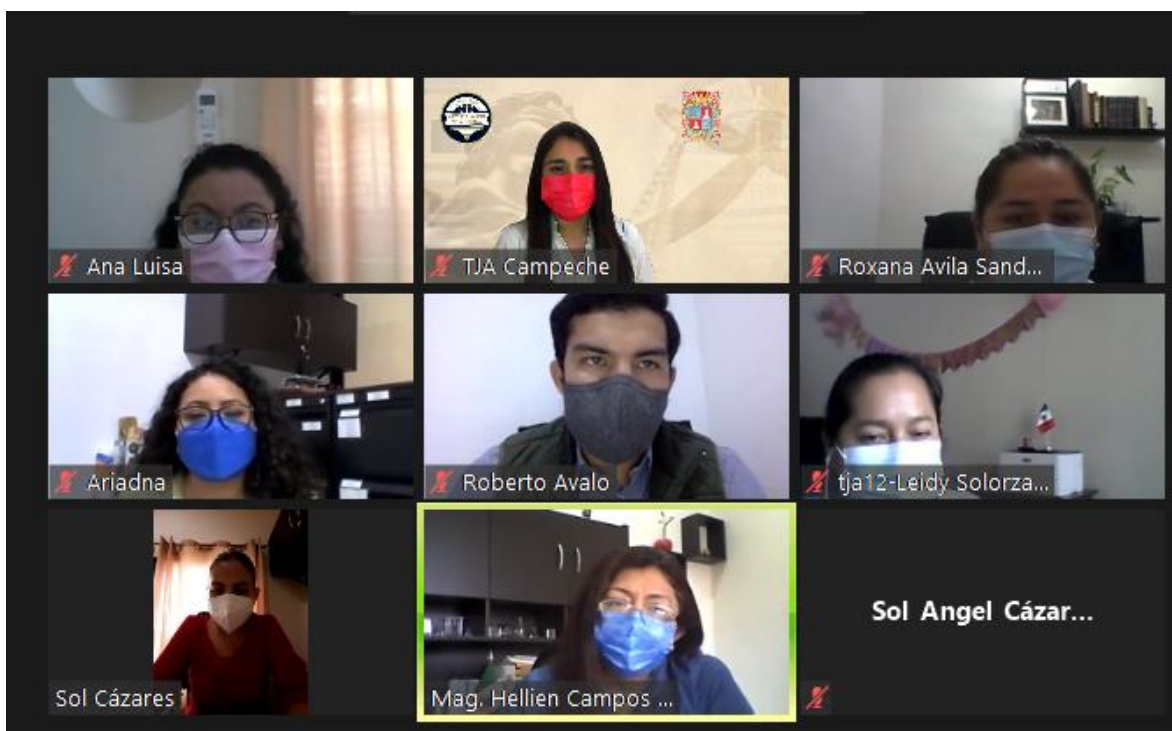 Ana Luisa
TJA Campeche
Roxana Avila Sand...
Ariadna
Roberto Avalo
tja12-Leidy Solorza...
Sol Cázares
Mag. Hellien Campos ...
Sol Angel Cázar...